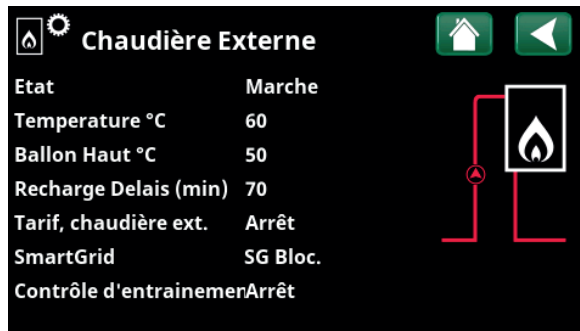 Chaudière Externe
Etat Marche
Temperature °C 60
Ballon Haut °C 50
Recharge Delais (min) 70
Tarif, chaudière ext. Arrêt
SmartGrid SG Bloc.
Contrôle d'entrainemerArrêt